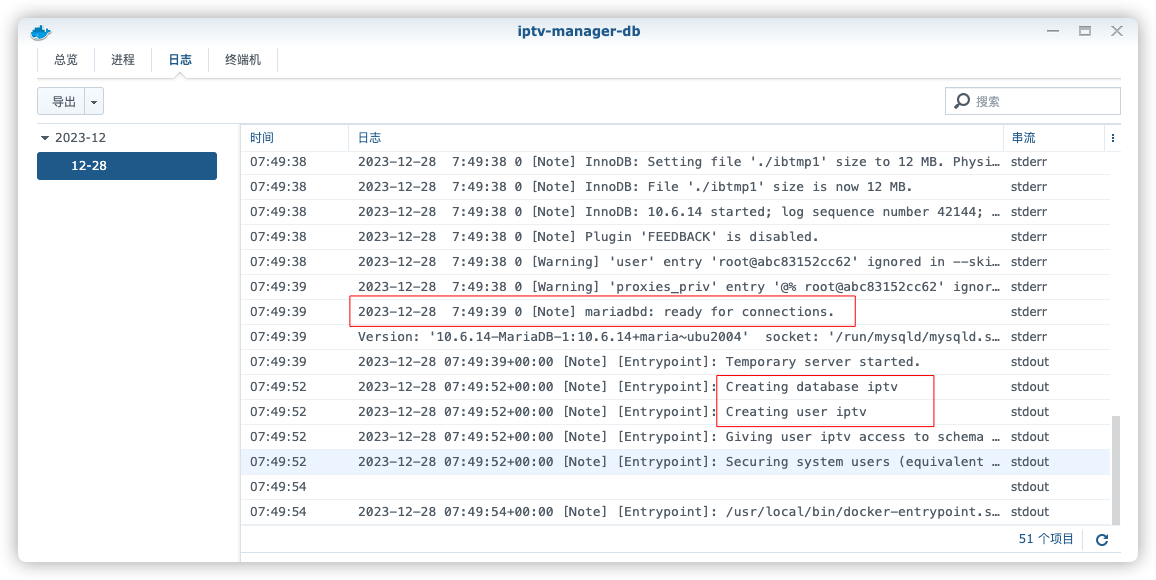 iptv-manager-db
总览 进程 日志 终端机
导出 搜索
2023-12
12-28
时间 日志 串流
07:49:38 2023-12-28  7:49:38 0 [Note] InnoDB: Setting file './ibtmp1' size to 12 MB. Physi… stderr
07:49:38 2023-12-28  7:49:38 0 [Note] InnoDB: File './ibtmp1' size is now 12 MB. stderr
07:49:38 2023-12-28  7:49:38 0 [Note] InnoDB: 10.6.14 started; log sequence number 42144; … stderr
07:49:38 2023-12-28  7:49:38 0 [Note] Plugin 'FEEDBACK' is disabled. stderr
07:49:38 2023-12-28  7:49:38 0 [Warning] 'user' entry 'root@abc83152cc62' ignored in --ski… stderr
07:49:39 2023-12-28  7:49:38 0 [Warning] 'proxies_priv' entry '@% root@abc83152cc62' ignor… stderr
07:49:39 2023-12-28  7:49:39 0 [Note] mariadbd: ready for connections. stderr
07:49:39 Version: '10.6.14-MariaDB-1:10.6.14+maria~ubu2004'  socket: '/run/mysqld/mysqld.s… stderr
07:49:39 2023-12-28 07:49:39+00:00 [Note] [Entrypoint]: Temporary server started. stdout
07:49:52 2023-12-28 07:49:52+00:00 [Note] [Entrypoint]: Creating database iptv stdout
07:49:52 2023-12-28 07:49:52+00:00 [Note] [Entrypoint]: Creating user iptv stdout
07:49:52 2023-12-28 07:49:52+00:00 [Note] [Entrypoint]: Giving user iptv access to schema … stdout
07:49:52 2023-12-28 07:49:52+00:00 [Note] [Entrypoint]: Securing system users (equivalent … stdout
07:49:54 stdout
07:49:54 2023-12-28 07:49:54+00:00 [Note] [Entrypoint]: /usr/local/bin/docker-entrypoint.s… stdout
51 个项目